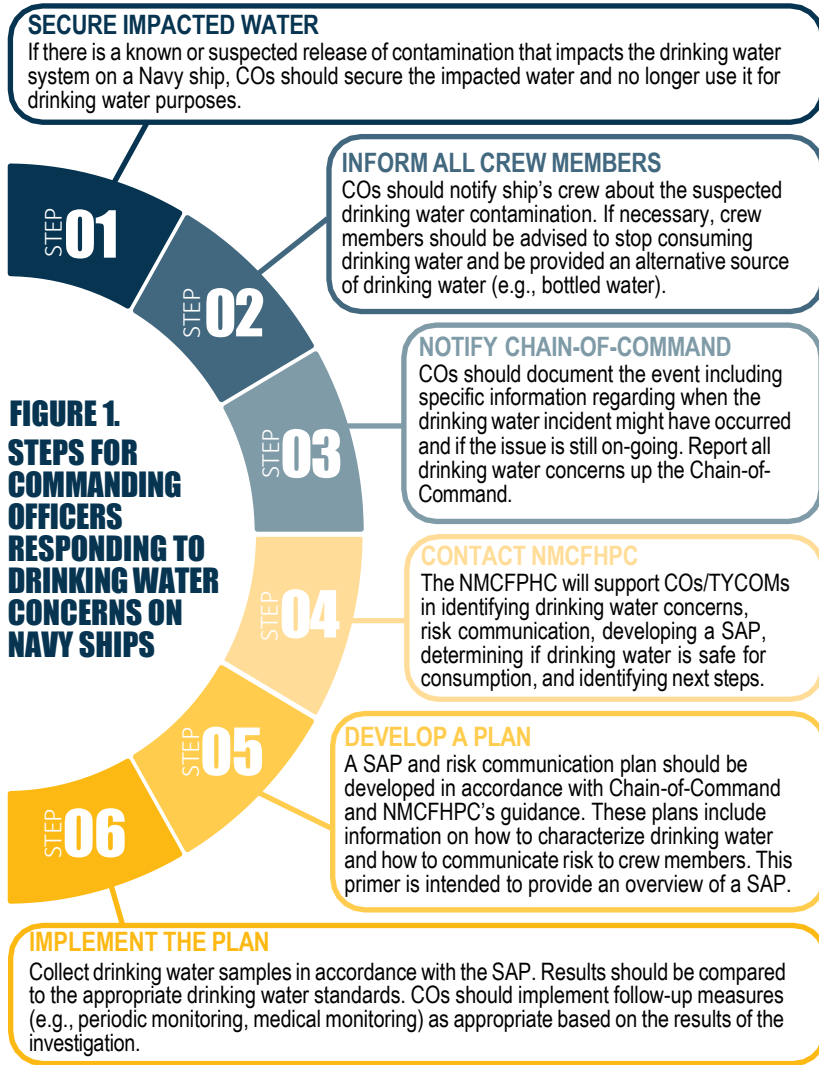 SECURE IMPACTED WATER
If there is a known or suspected release of contamination that impacts the drinking water
system on a Navy ship, COs should secure the impacted water and no longer use it for
drinking water purposes.
STEP 01
INFORM ALL CREW MEMBERS
COs should notify ship's crew about the suspected
drinking water contamination. If necessary, crew
members should be advised to stop consuming
drinking water and be provided an alternative source
of drinking water (e.g., bottled water).
STEP 02
NOTIFY CHAIN-OF-COMMAND
COs should document the event including
specific information regarding when the
drinking water incident might have occurred
and if the issue is still on-going. Report all
drinking water concerns up the Chain-of-
Command.
STEP 03
FIGURE 1.
STEPS FOR
COMMANDING
OFFICERS
RESPONDING TO
DRINKING WATER
CONCERNS ON
NAVY SHIPS
CONTACT NMCFHPC
The NMCFPHC will support COs/TYCOMs
in identifying drinking water concerns,
risk communication, developing a SAP,
determining if drinking water is safe for
consumption, and identifying next steps.
STEP 04
DEVELOP A PLAN
A SAP and risk communication plan should be
developed in accordance with Chain-of-Command
and NMCFHPC's guidance. These plans include
information on how to characterize drinking water
and how to communicate risk to crew members. This
primer is intended to provide an overview of a SAP.
STEP 05
STEP 06
IMPLEMENT THE PLAN
Collect drinking water samples in accordance with the SAP. Results should be compared
to the appropriate drinking water standards. COs should implement follow-up measures
(e.g., periodic monitoring, medical monitoring) as appropriate based on the results of the
investigation.